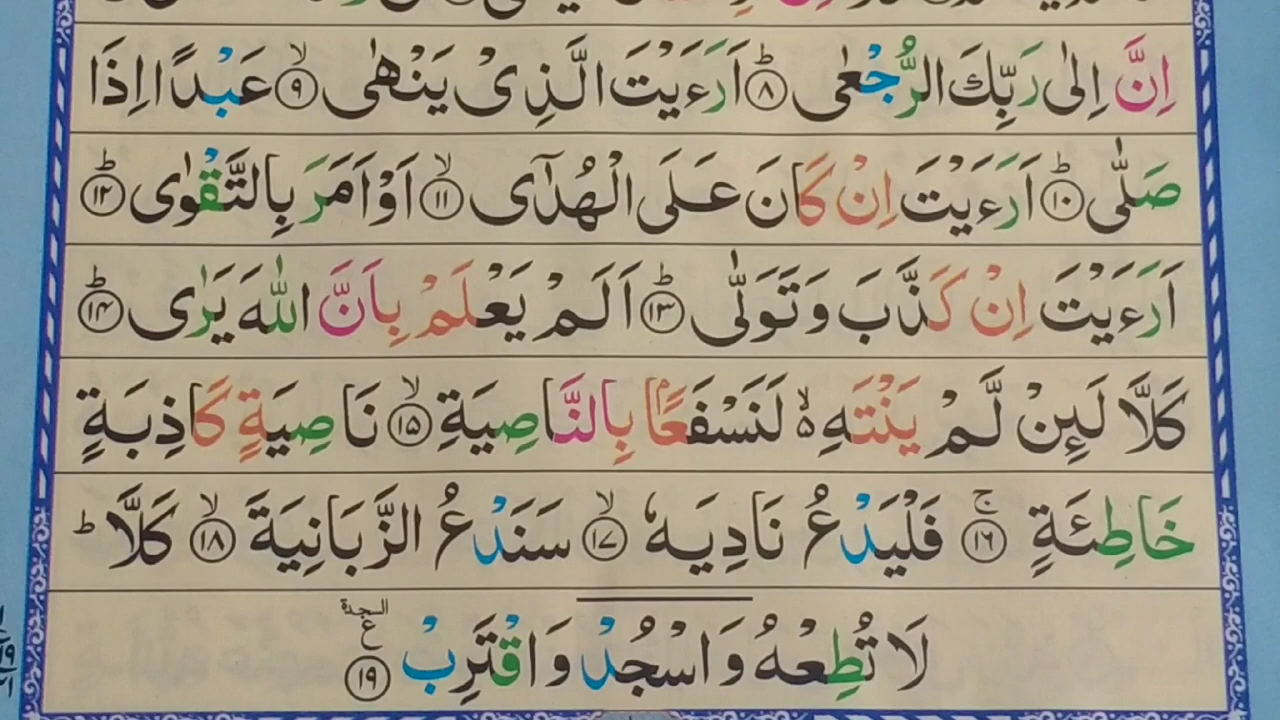 اِنَّ اِلٰى رَبِّكَ الرُّجْعٰى ؕ‏ ﴿۸﴾ اَرَءَيْتَ الَّذِىْ يَنْهٰىۙ‏ ﴿۹﴾ عَبْدًا اِذَا
صَلّٰىؕ‏ ﴿۱۰﴾ اَرَءَيْتَ اِنْ كَانَ عَلَى الْهُدٰٓىۙ‏ ﴿۱۱﴾ اَوْ اَمَرَ بِالتَّقْوٰىؕ‏ ﴿۱۲﴾
اَرَءَيْتَ اِنْ كَذَّبَ وَتَوَلّٰىؕ‏ ﴿۱۳﴾ اَلَمْ يَعْلَمْ بِاَنَّ اللّٰهَ يَرٰىؕ‏ ﴿۱۴﴾
كَلَّا لَئِنْ لَّمْ يَنْتَهِ ۙ لَنَسْفَعًۢا بِالنَّاصِيَةِۙ‏ ﴿۱۵﴾ نَاصِيَةٍ كَاذِبَةٍ
خَاطِئَةٍ‌ ۚ‏ ﴿۱۶﴾ فَلْيَدْعُ نَادِيَهٗ ۙ‏ ﴿۱۷﴾ سَنَدْعُ الزَّبَانِيَةَ ۙ‏ ﴿۱۸﴾ كَلَّا ؕ
لَا تُطِعْهُ وَاسْجُدْ وَاقْتَرِبْ ﴿۱۹﴾ السجدة ع